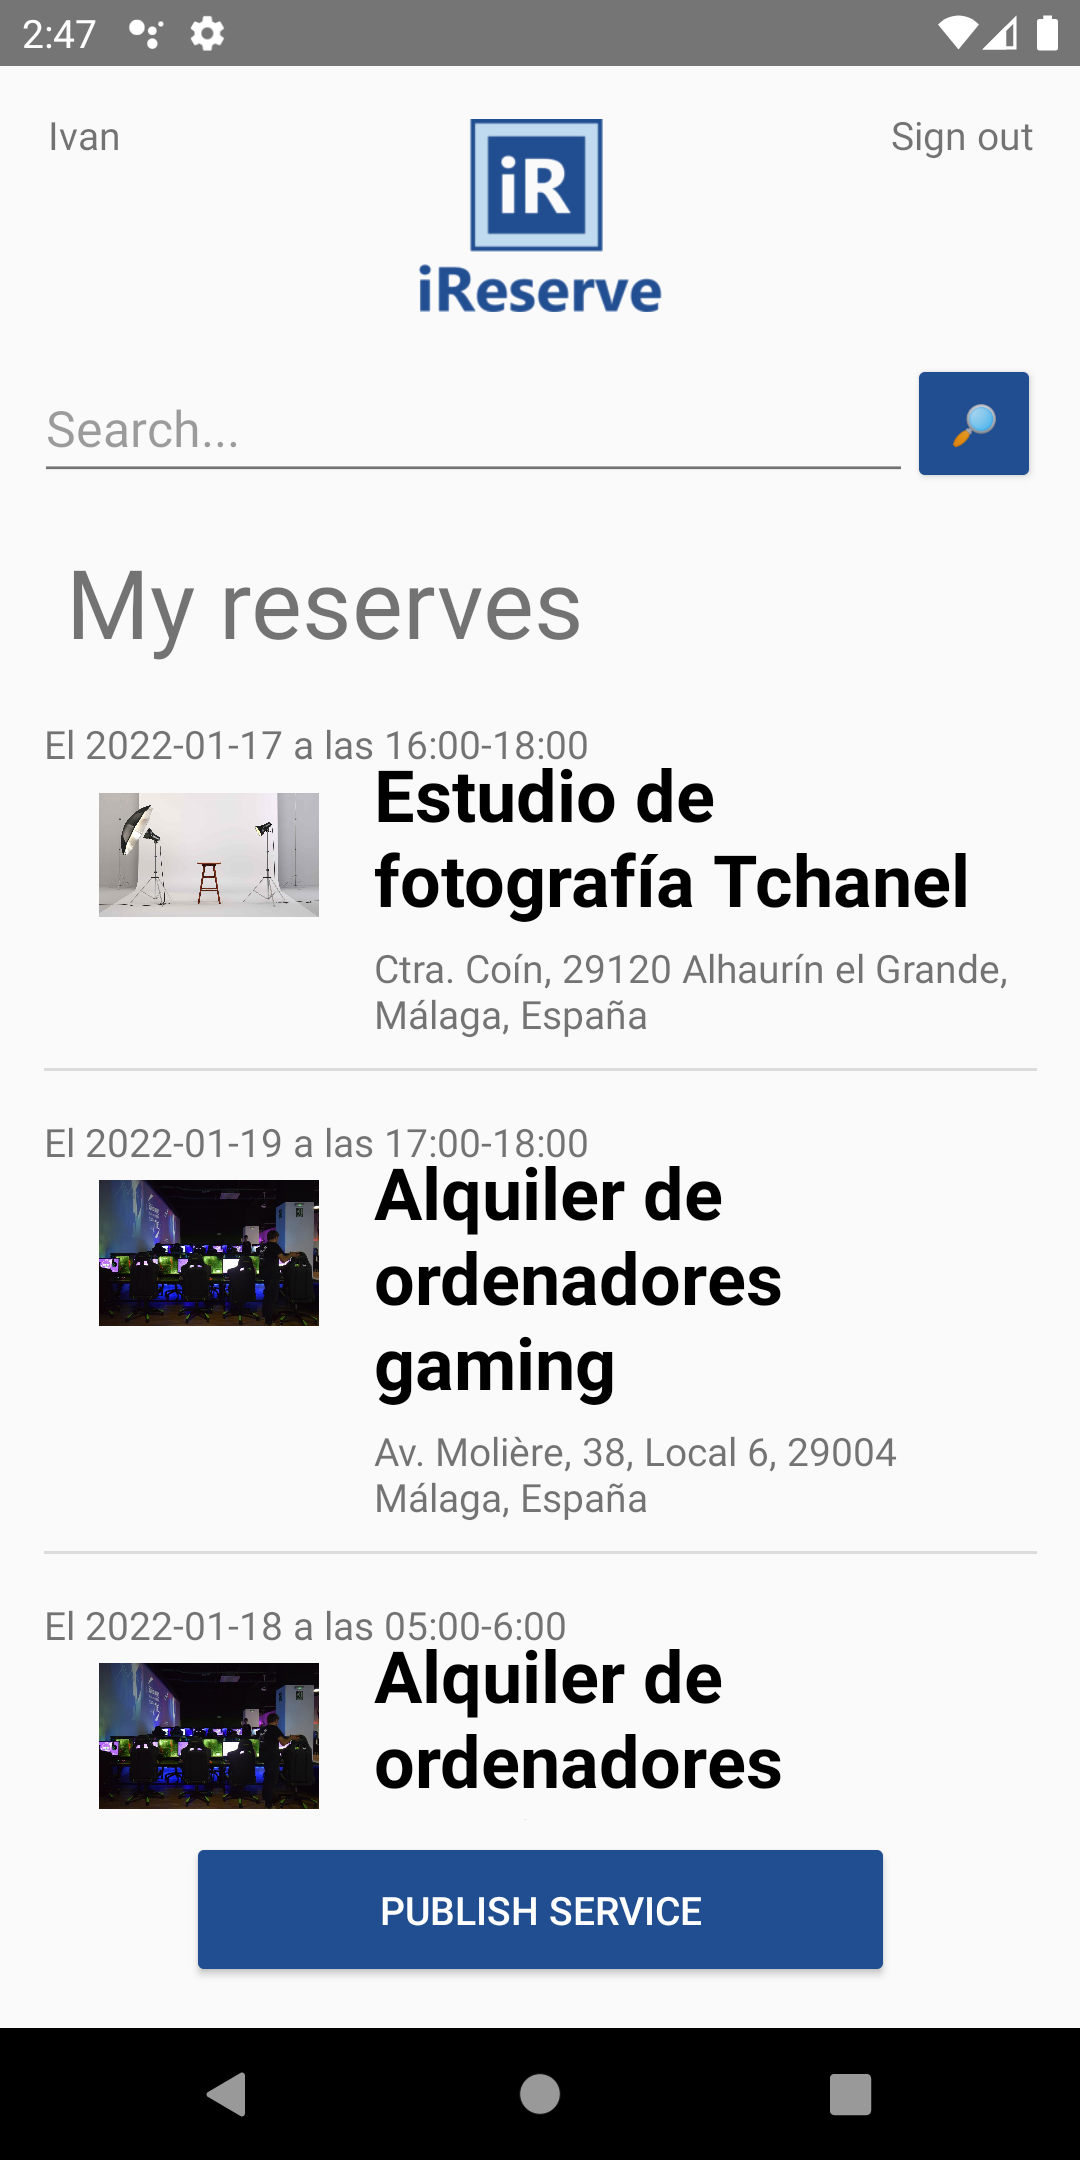 2:47
Ivan
Sign out
iR
iReserve
Search...
My reserves
El 2022-01-17 a las 16:00-18:00
Estudio de
fotografía Tchanel
Ctra. Coín, 29120 Alhaurín el Grande,
Málaga, España
El 2022-01-19 a las 17:00-18:00
Alquiler de
ordenadores
gaming
Av. Molière, 38, Local 6, 29004
Málaga, España
El 2022-01-18 a las 05:00-6:00
Alquiler de
ordenadores
PUBLISH SERVICE